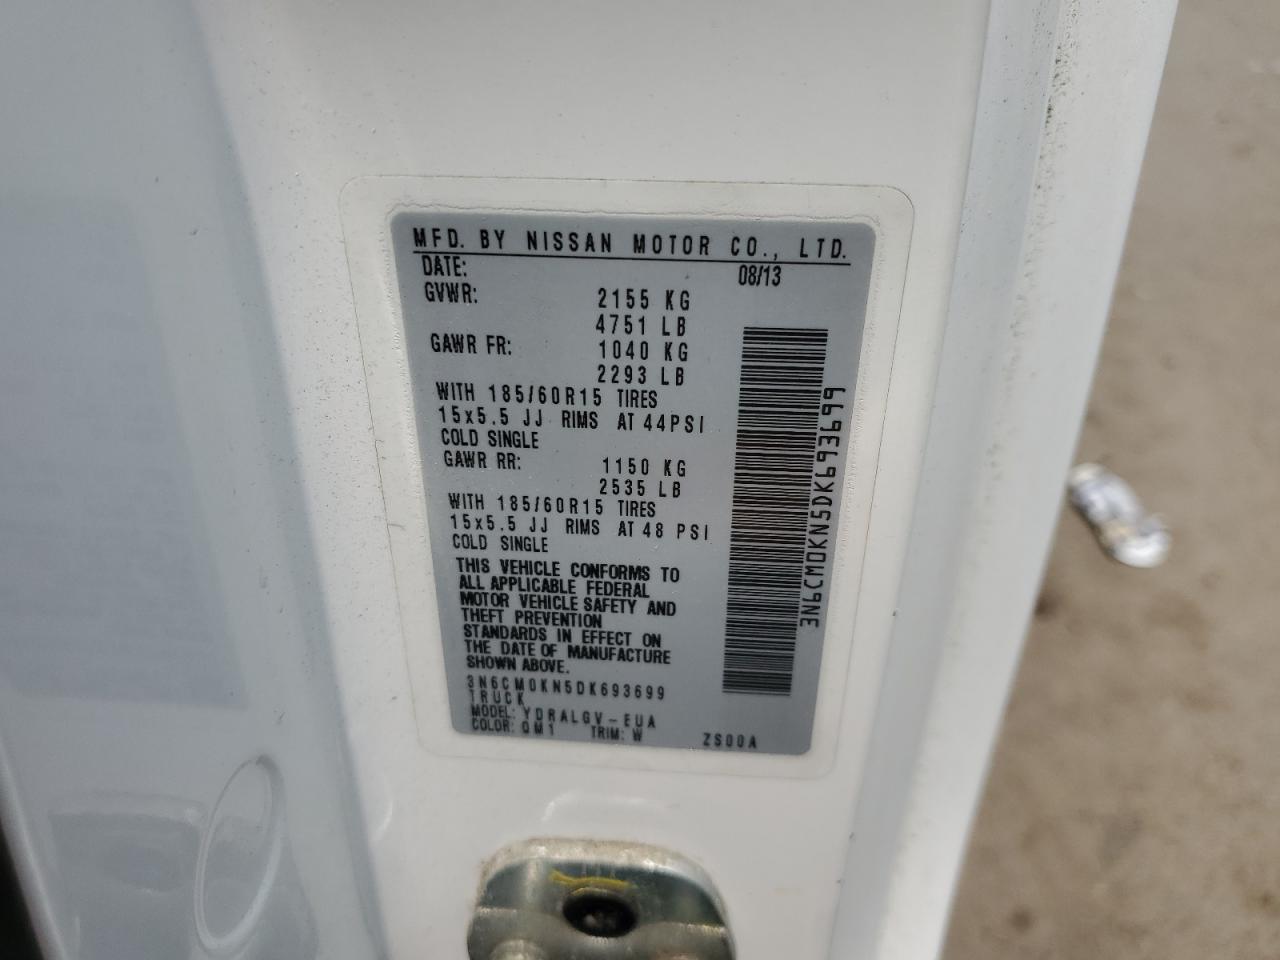 MFD. BY NISSAN MOTOR CO., LTD.
DATE: 08/13
GVWR: 2155 KG
4751 LB
GAWR FR: 1040 KG
2293 LB
WITH 185/60R15 TIRES
15x5.5 JJ RIMS AT 44PSI
COLD SINGLE
GAWR RR: 1150 KG
2535 LB
WITH 185/60R15 TIRES
15x5.5 JJ RIMS AT 48 PSI
COLD SINGLE
THIS VEHICLE CONFORMS TO
ALL APPLICABLE FEDERAL
MOTOR VEHICLE SAFETY AND
THEFT PREVENTION
STANDARDS IN EFFECT ON
THE DATE OF MANUFACTURE
SHOWN ABOVE.
3N6CM0KN5DK693699
TRUCK
MODEL: YDRALGV-EUA
COLOR: QM1 TRIM: W ZS00A
3N6CM0KN5DK693699